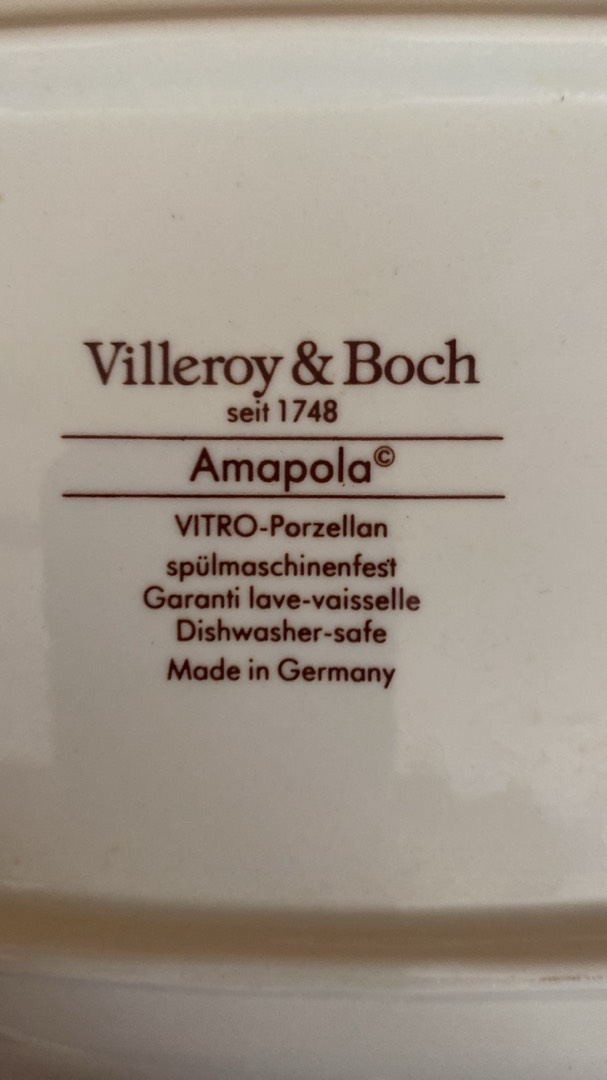 Villeroy & Boch
seit 1748
Amapola©
VITRO-Porzellan
spülmaschinenfest
Garanti lave-vaisselle
Dishwasher-safe
Made in Germany